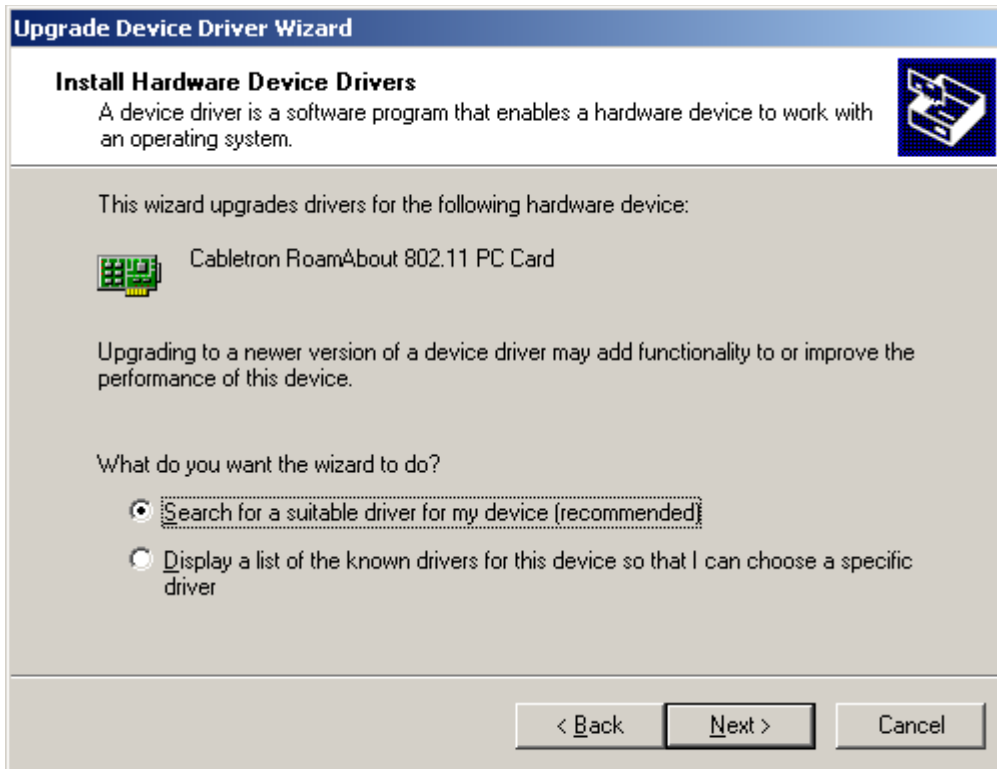 Upgrade Device Driver Wizard
Install Hardware Device Drivers
A device driver is a software program that enables a hardware device to work with
an operating system.
This wizard upgrades drivers for the following hardware device:
Cabletron RoamAbout 802.11 PC Card
Upgrading to a newer version of a device driver may add functionality to or improve the
performance of this device.
What do you want the wizard to do?
Search for a suitable driver for my device (recommended)
Display a list of the known drivers for this device so that I can choose a specific
driver
< Back
Next >
Cancel